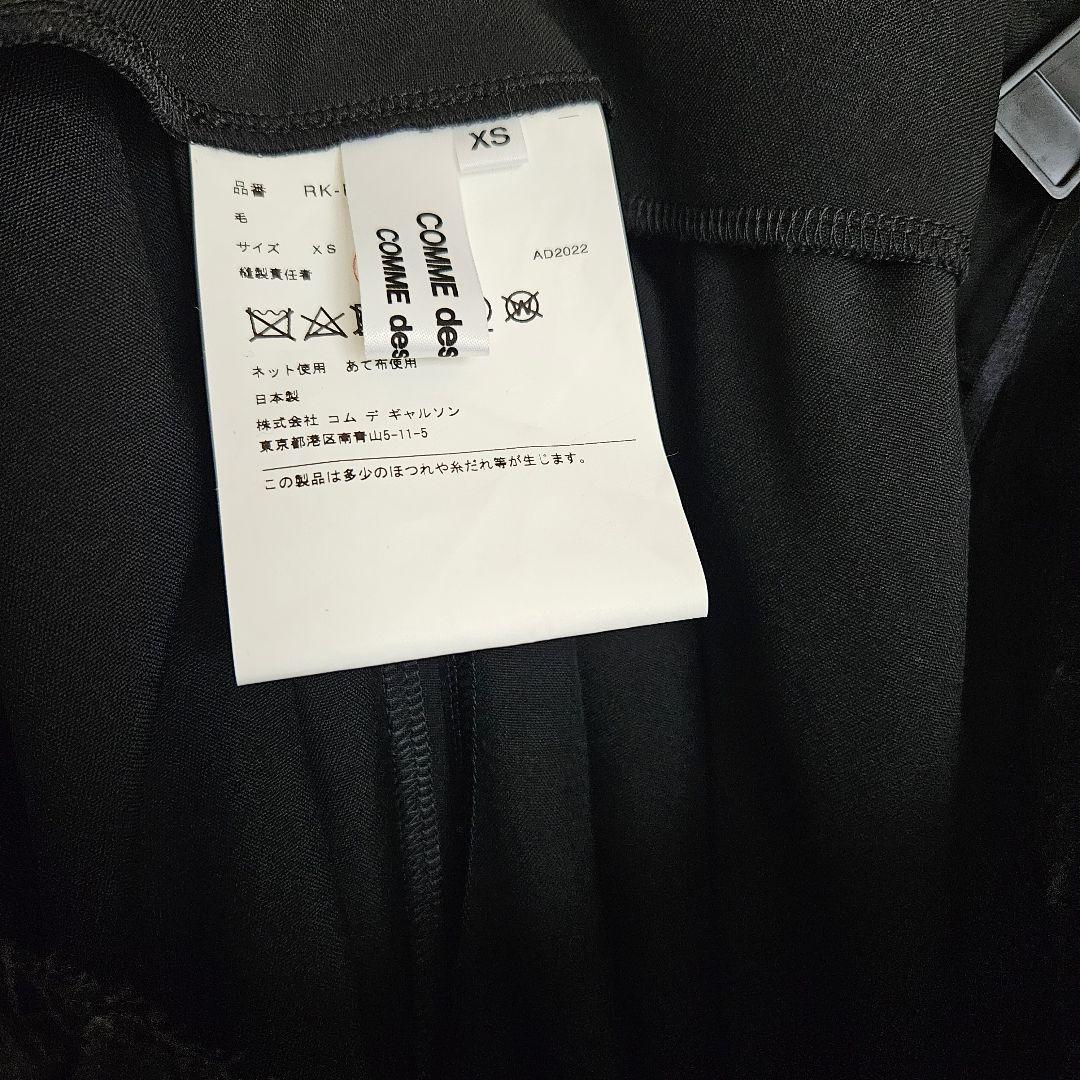 XS
品番 RK-
毛
サイズ XS
縫製責任者
AD2022
COMME des
COMME des
ネット使用 あて布使用
日本製
株式会社 コム デ ギャルソン
東京都港区南青山5-11-5
この製品は多少のほつれや糸だれ等が生じます。